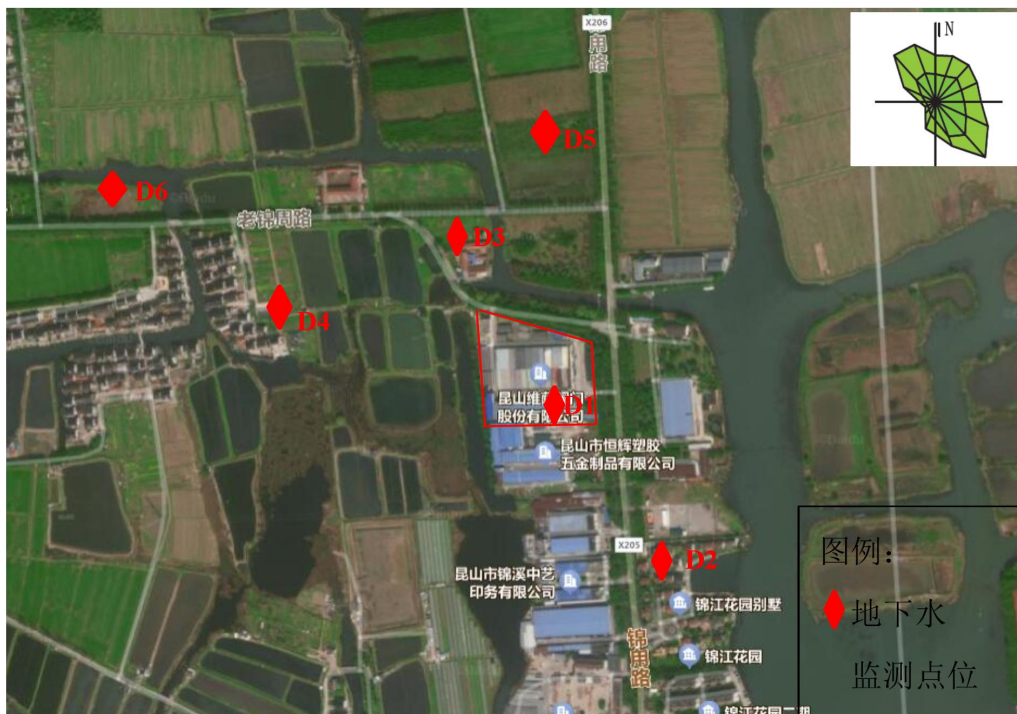 X206
甪路
N
D5
D6
老锦周路
D3
D4
D1
股份有限公司
昆山市恒辉塑胶
五金制品有限公司
X205
D2
昆山市锦溪中艺
印务有限公司
锦江花园别墅
锦甪路
锦江花园
图例：
地下水
监测点位